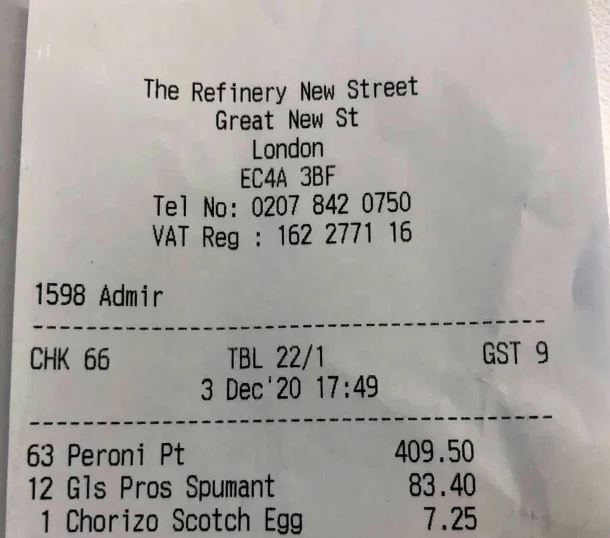 The Refinery New Street
Great New St
London
EC4A 3BF
Tel No: 0207 842 0750
VAT Reg : 162 2771 16
1598 Admir
CHK 66 TBL 22/1 GST 9
3 Dec'20 17:49
63 Peroni Pt 409.50
12 Gls Pros Spumant 83.40
1 Chorizo Scotch Egg 7.25